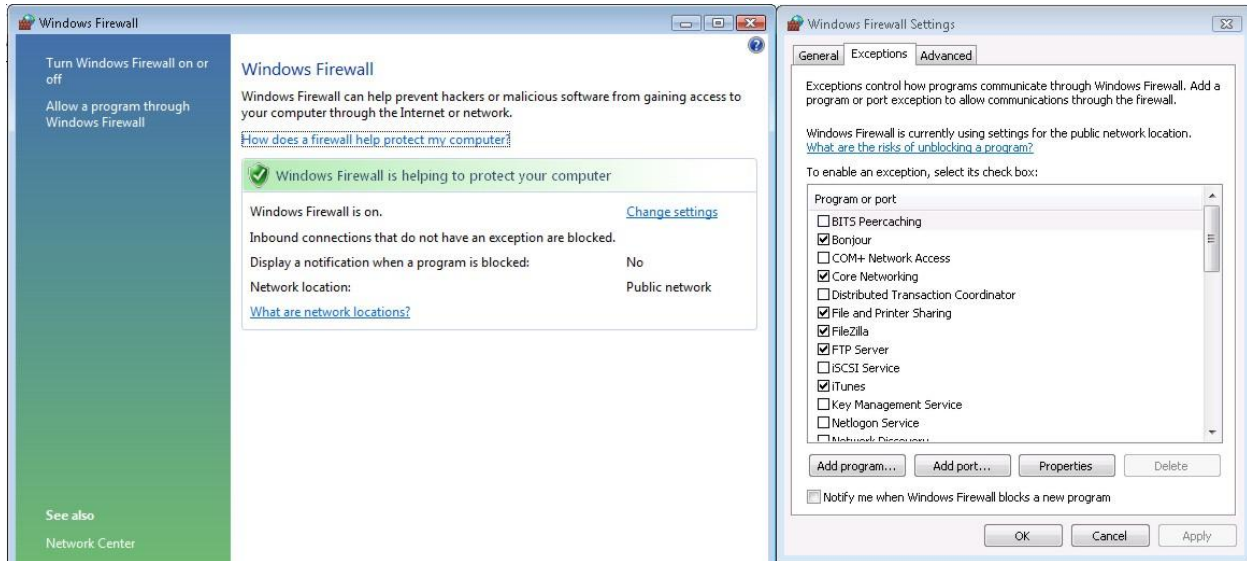 Windows Firewall
Turn Windows Firewall on or
off
Allow a program through
Windows Firewall
See also
Network Center
Windows Firewall
Windows Firewall can help prevent hackers or malicious software from gaining access to
your computer through the Internet or network.
How does a firewall help protect my computer?
Windows Firewall is helping to protect your computer
Windows Firewall is on. Change settings
Inbound connections that do not have an exception are blocked.
Display a notification when a program is blocked: No
Network location: Public network
What are network locations?
Windows Firewall Settings
General Exceptions Advanced
Exceptions control how programs communicate through Windows Firewall. Add a
program or port exception to allow communications through the firewall.
Windows Firewall is currently using settings for the public network location.
What are the risks of unblocking a program?
To enable an exception, select its check box:
Program or port
BITS Peercaching
Bonjour
COM+ Network Access
Core Networking
Distributed Transaction Coordinator
File and Printer Sharing
FileZilla
FTP Server
iSCSI Service
iTunes
Key Management Service
Netlogon Service
Network Discovery
Add program... Add port... Properties Delete
Notify me when Windows Firewall blocks a new program
OK Cancel Apply